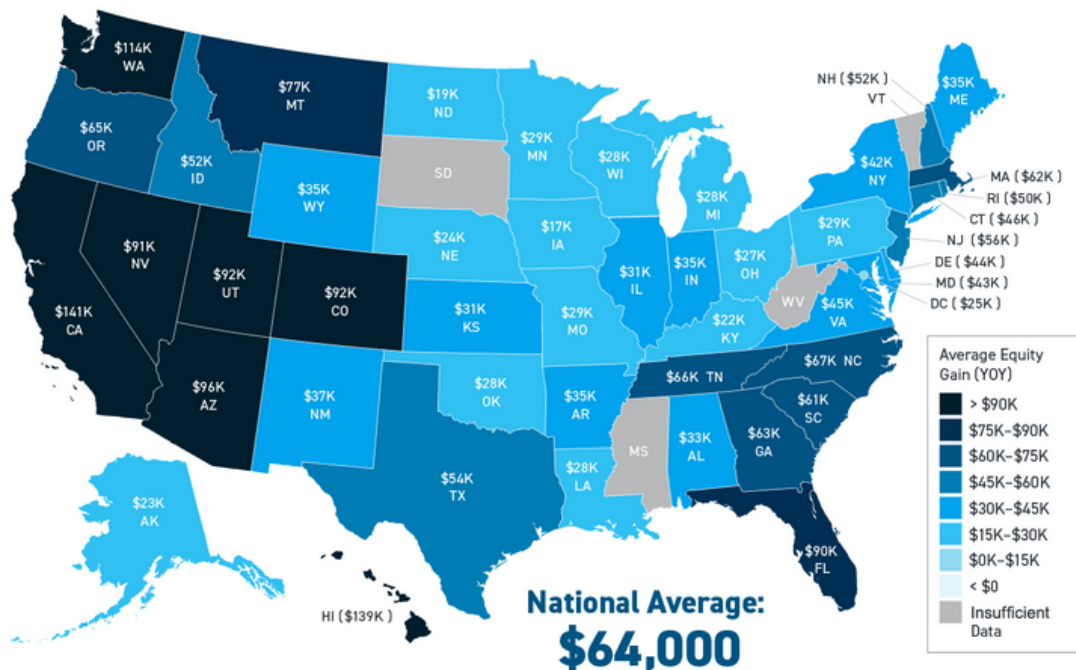 $114K
WA
$65K
OR
$52K
ID
$77K
MT
$35K
WY
$91K
NV
$141K
CA
$92K
UT
$92K
CO
$96K
AZ
$37K
NM
$19K
ND
SD
$24K
NE
$31K
KS
$28K
OK
$54K
TX
$29K
MN
$17K
IA
$29K
MO
$35K
AR
$28K
LA
$28K
WI
$31K
IL
$28K
MI
$35K
IN
$27K
OH
$22K
KY
$66K TN
MS
$33K
AL
$63K
GA
$90K
FL
$61K
SC
$67K NC
$45K
VA
WV
$29K
PA
$42K
NY
$35K
ME
NH ($52K)
VT
MA ($62K)
RI ($50K)
CT ($46K)
NJ ($56K)
DE ($44K)
MD ($43K)
DC ($25K)
$23K
AK
HI ($139K)
National Average:
$64,000
Average Equity
Gain (YOY)
> $90K
$75K–$90K
$60K–$75K
$45K–$60K
$30K–$45K
$15K–$30K
$0K–$15K
< $0
Insufficient
Data